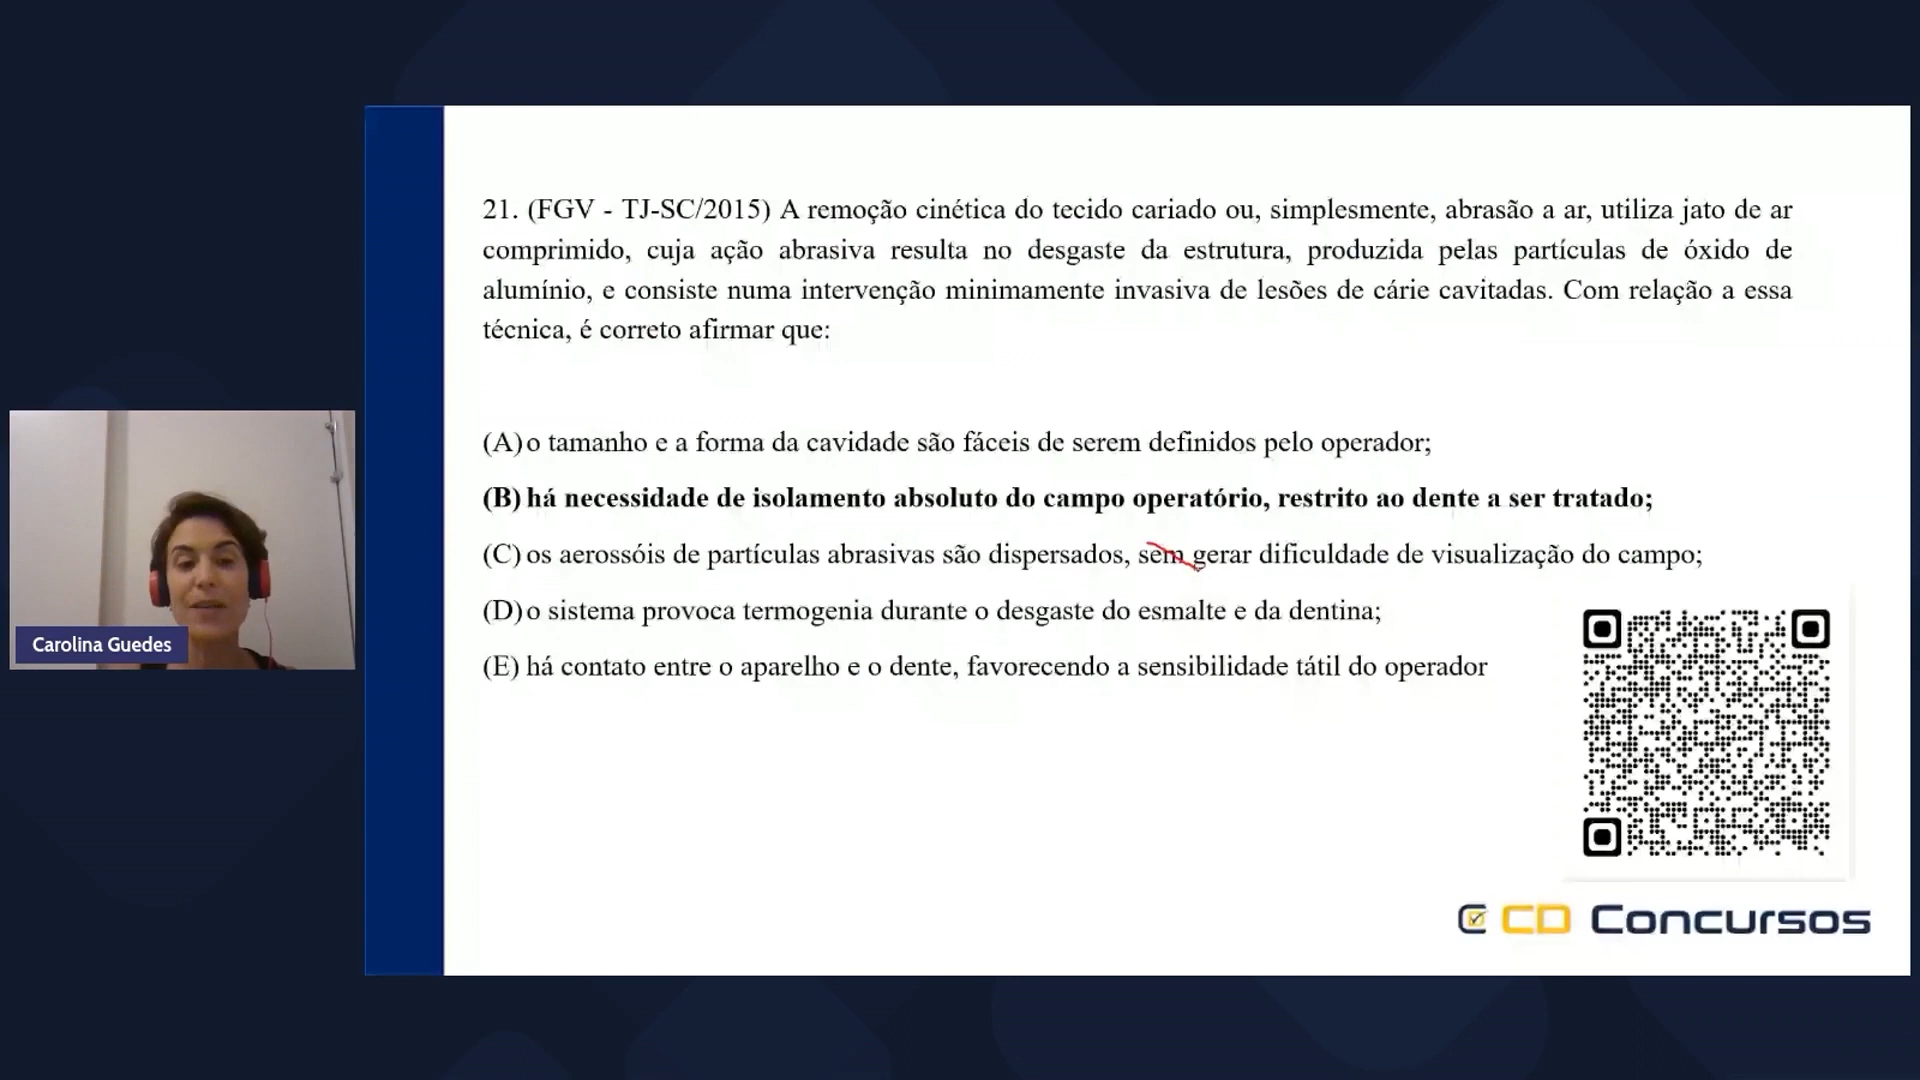 21. (FGV - TJ-SC/2015) A remoção cinética do tecido cariado ou, simplesmente, abrasão a ar, utiliza jato de ar
comprimido, cuja ação abrasiva resulta no desgaste da estrutura, produzida pelas partículas de óxido de
alumínio, e consiste numa intervenção minimamente invasiva de lesões de cárie cavitadas. Com relação a essa
técnica, é correto afirmar que:
(A) o tamanho e a forma da cavidade são fáceis de serem definidos pelo operador;
(B) há necessidade de isolamento absoluto do campo operatório, restrito ao dente a ser tratado;
(C) os aerossóis de partículas abrasivas são dispersados, sem gerar dificuldade de visualização do campo;
(D) o sistema provoca termogenia durante o desgaste do esmalte e da dentina;
(E) há contato entre o aparelho e o dente, favorecendo a sensibilidade tátil do operador
Carolina Guedes
CD Concursos